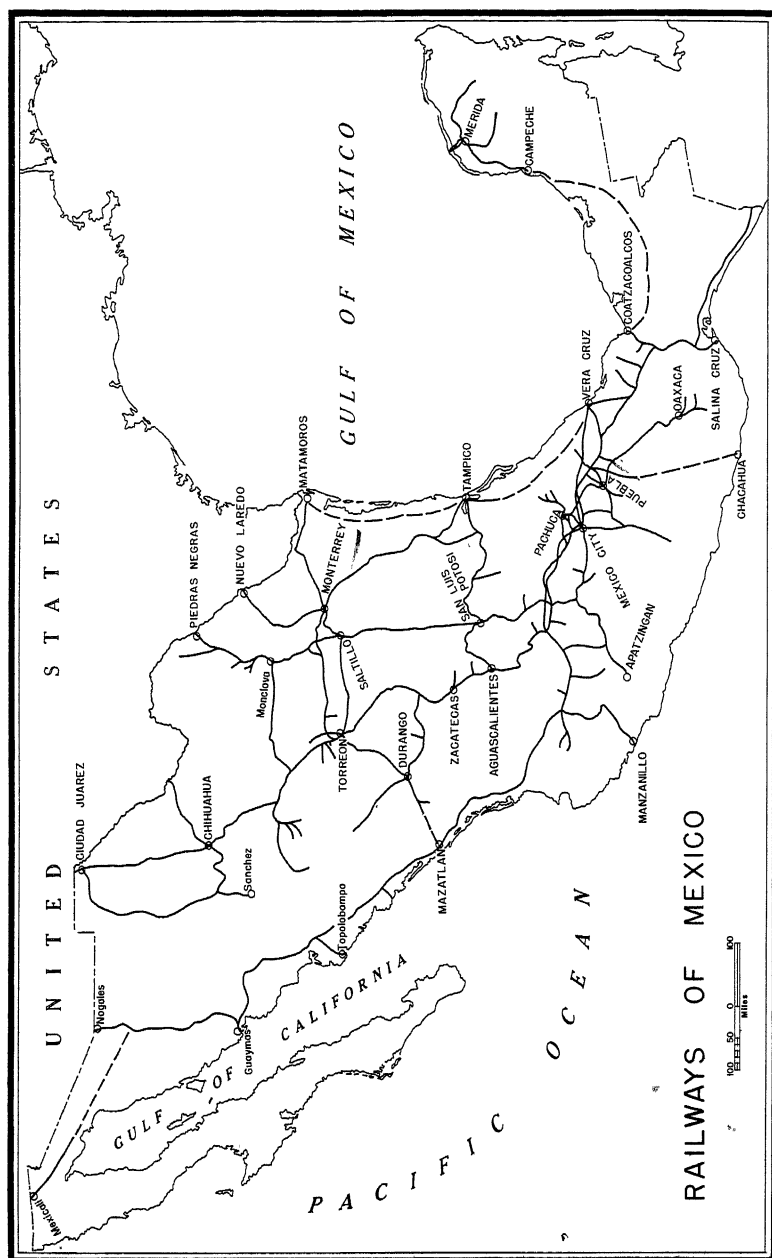 UNITED STATES
Mexicali
Nogales
CIUDAD JUAREZ
PIEDRAS NEGRAS
NUEVO LAREDO
MATAMOROS
GULF OF MEXICO
MERIDA
CAMPECHE
CHIHUAHUA
Sanchez
Monclova
MONTERREY
SALTILLO
TORREON
Guaymas
Topolobampo
GULF OF CALIFORNIA
DURANGO
MAZATLAN
ZACATECAS
AGUASCALIENTES
SAN LUIS
POTOSI
TAMPICO
PACHUCA
MEXICO CITY
PUEBLA
VERA CRUZ
COATZACOALCOS
OAXACA
SALINA CRUZ
CHACAHUA
APATZINGAN
MANZANILLO
PACIFIC OCEAN
RAILWAYS OF MEXICO
100 50 0 100
Miles